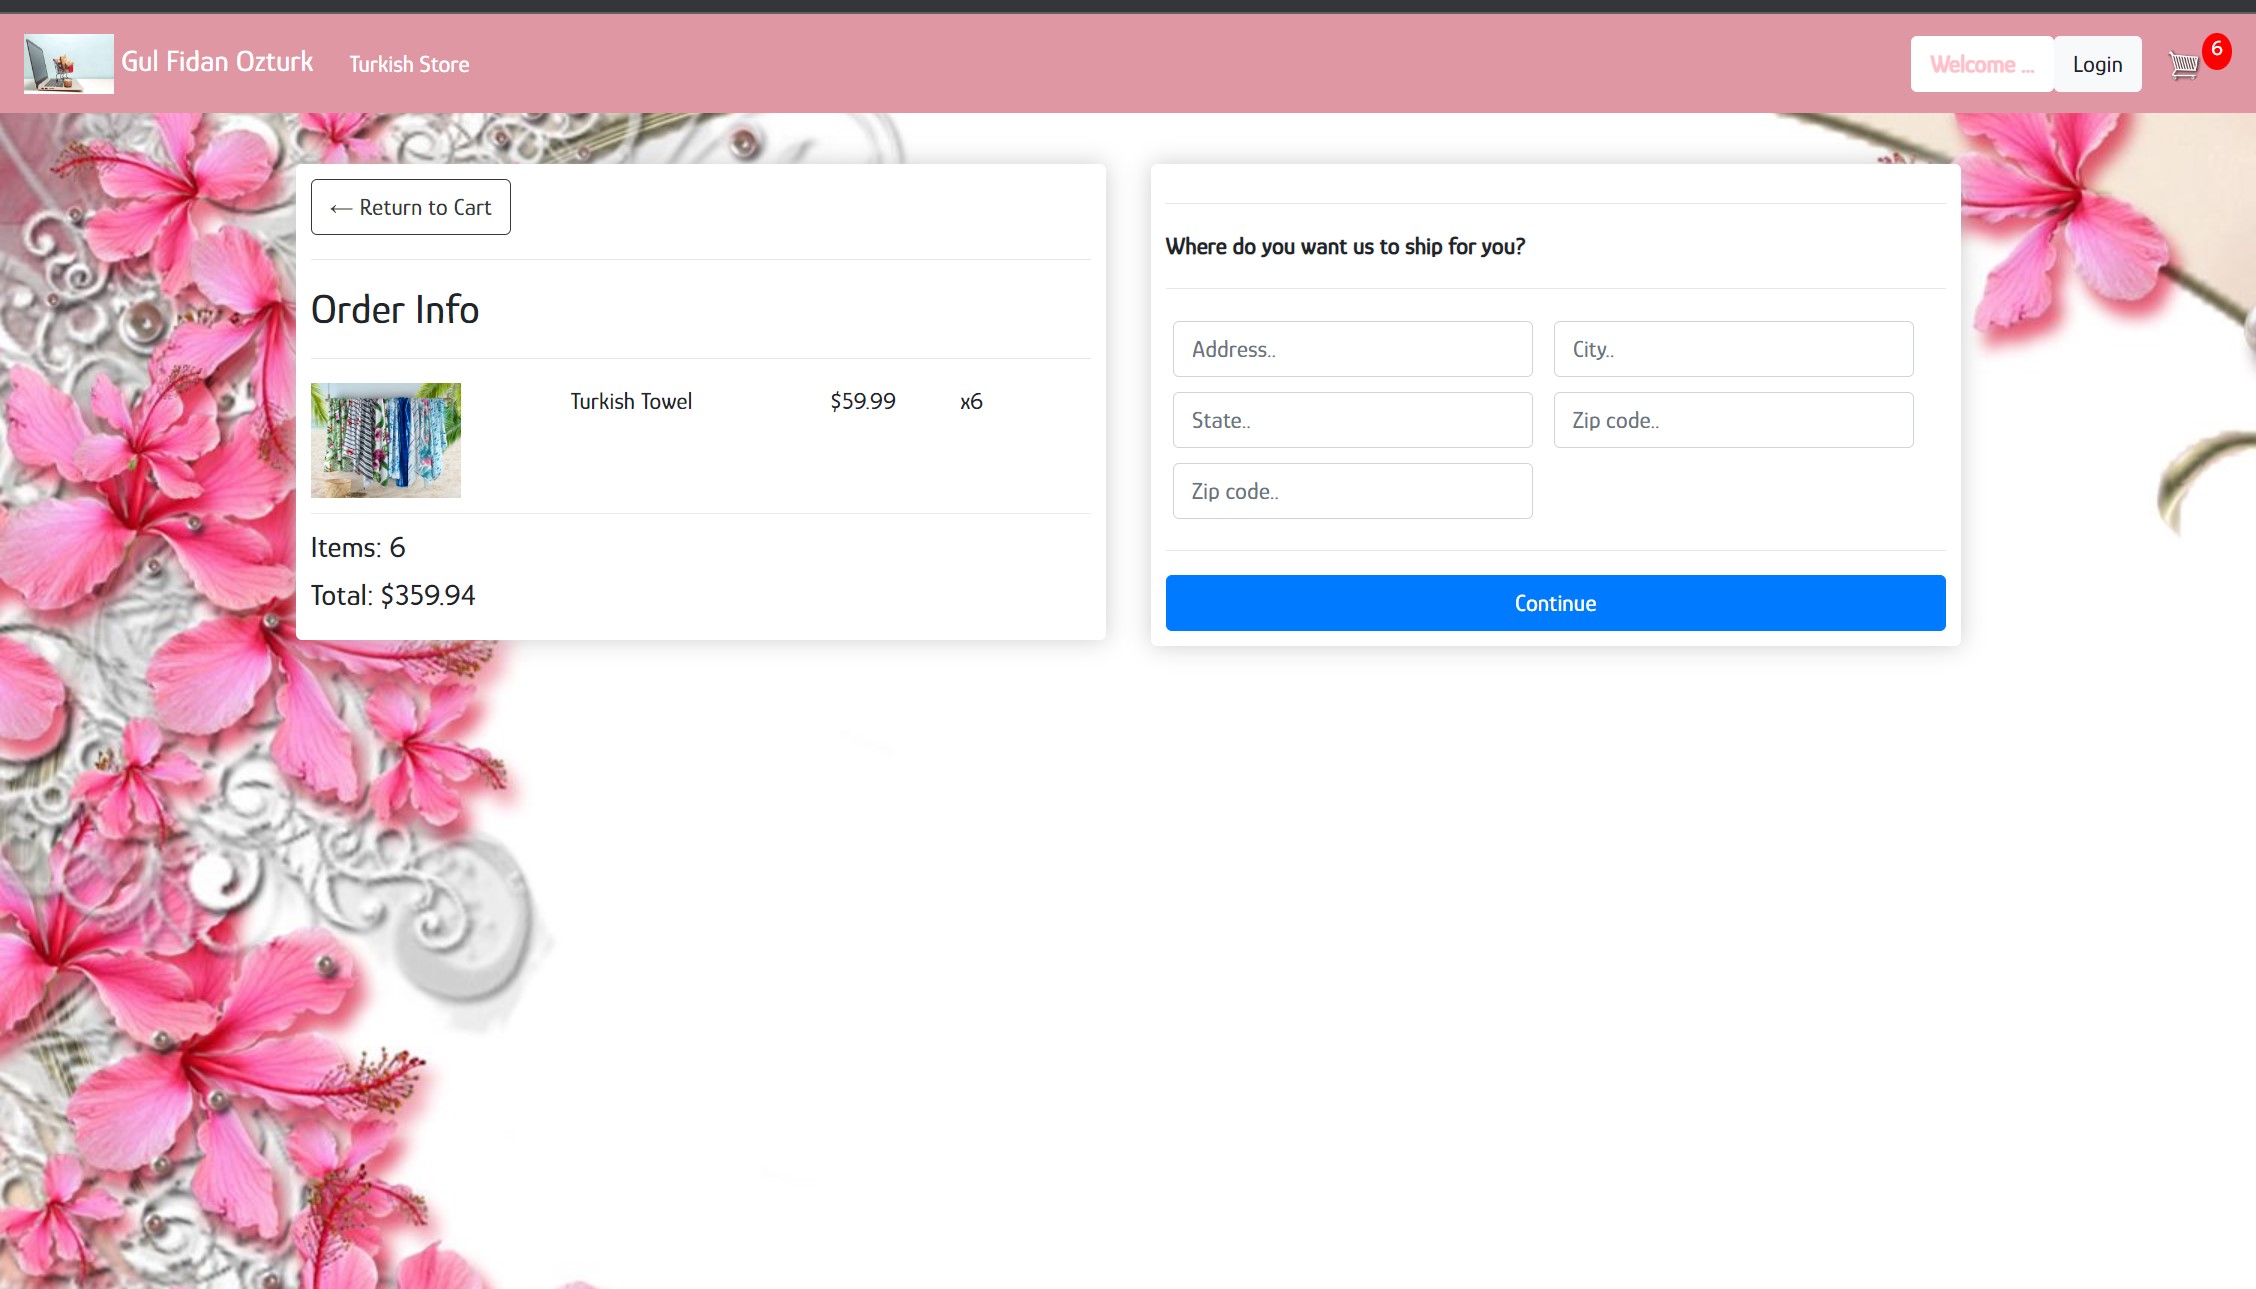 Gul Fidan Ozturk
Turkish Store
Welcome ...
Login
6
← Return to Cart
Order Info
Turkish Towel $59.99 x6
Items: 6
Total: $359.94
Where do you want us to ship for you?
Address.. City..
State.. Zip code..
Zip code..
Continue